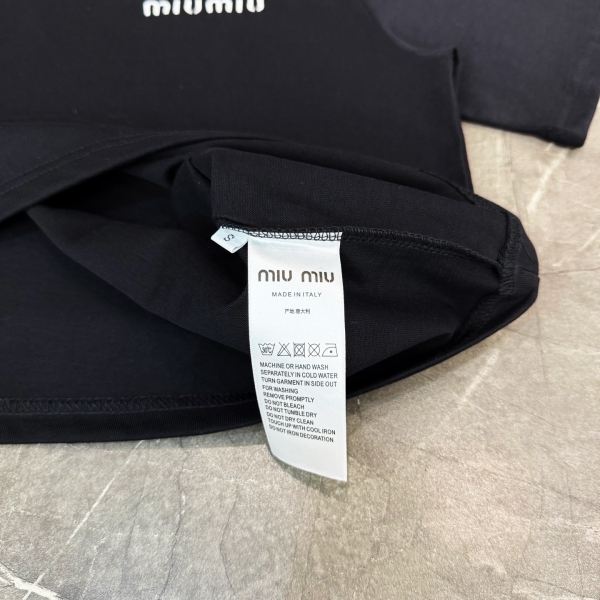 miumiu
S
miu miu
MADE IN ITALY
产地:意大利
MACHINE OR HAND WASH
SEPARATELY IN COLD WATER
TURN GARMENT IN SIDE OUT
FOR WASHING
REMOVE PROMPTLY
DO NOT BLEACH
DO NOT TUMBLE DRY
DO NOT DRY CLEAN
TOUCH UP WITH COOL IRON
DO NOT IRON DECORATION